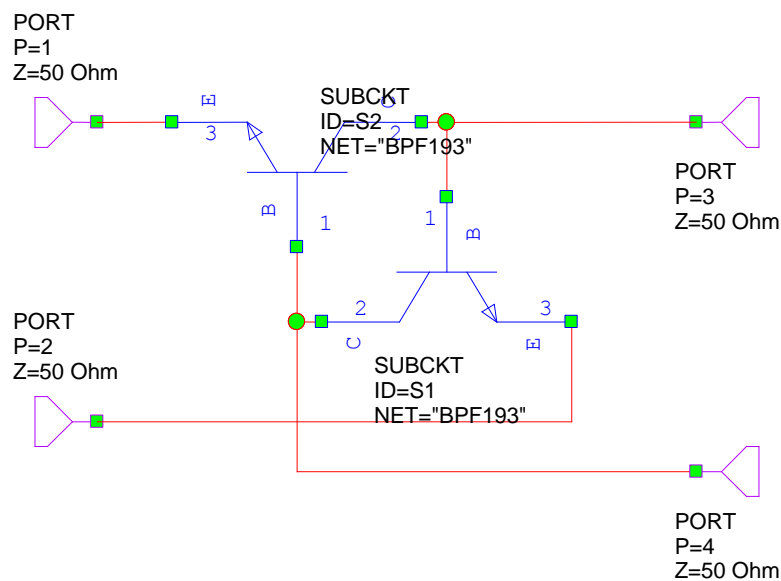 PORT
P=1
Z=50 Ohm
E
3
SUBCKT
ID=S2
NET="BPF193"
C
2
B
1
PORT
P=3
Z=50 Ohm
1
B
PORT
P=2
Z=50 Ohm
2
C
3
E
SUBCKT
ID=S1
NET="BPF193"
PORT
P=4
Z=50 Ohm